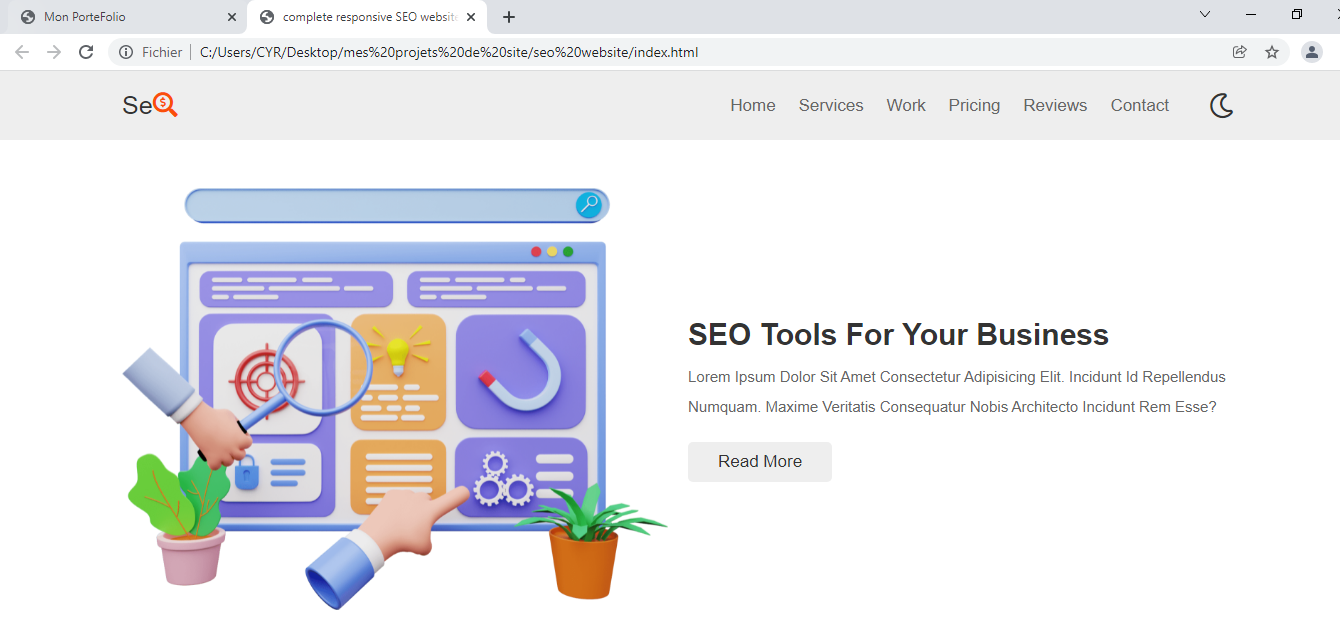 Mon PorteFolio
complete responsive SEO website
Fichier C:/Users/CYR/Desktop/mes%20projets%20de%20site/seo%20website/index.html
Se
$
Home Services Work Pricing Reviews Contact
SEO Tools For Your Business
Lorem Ipsum Dolor Sit Amet Consectetur Adipisicing Elit. Incidunt Id Repellendus
Numquam. Maxime Veritatis Consequatur Nobis Architecto Incidunt Rem Esse?
Read More